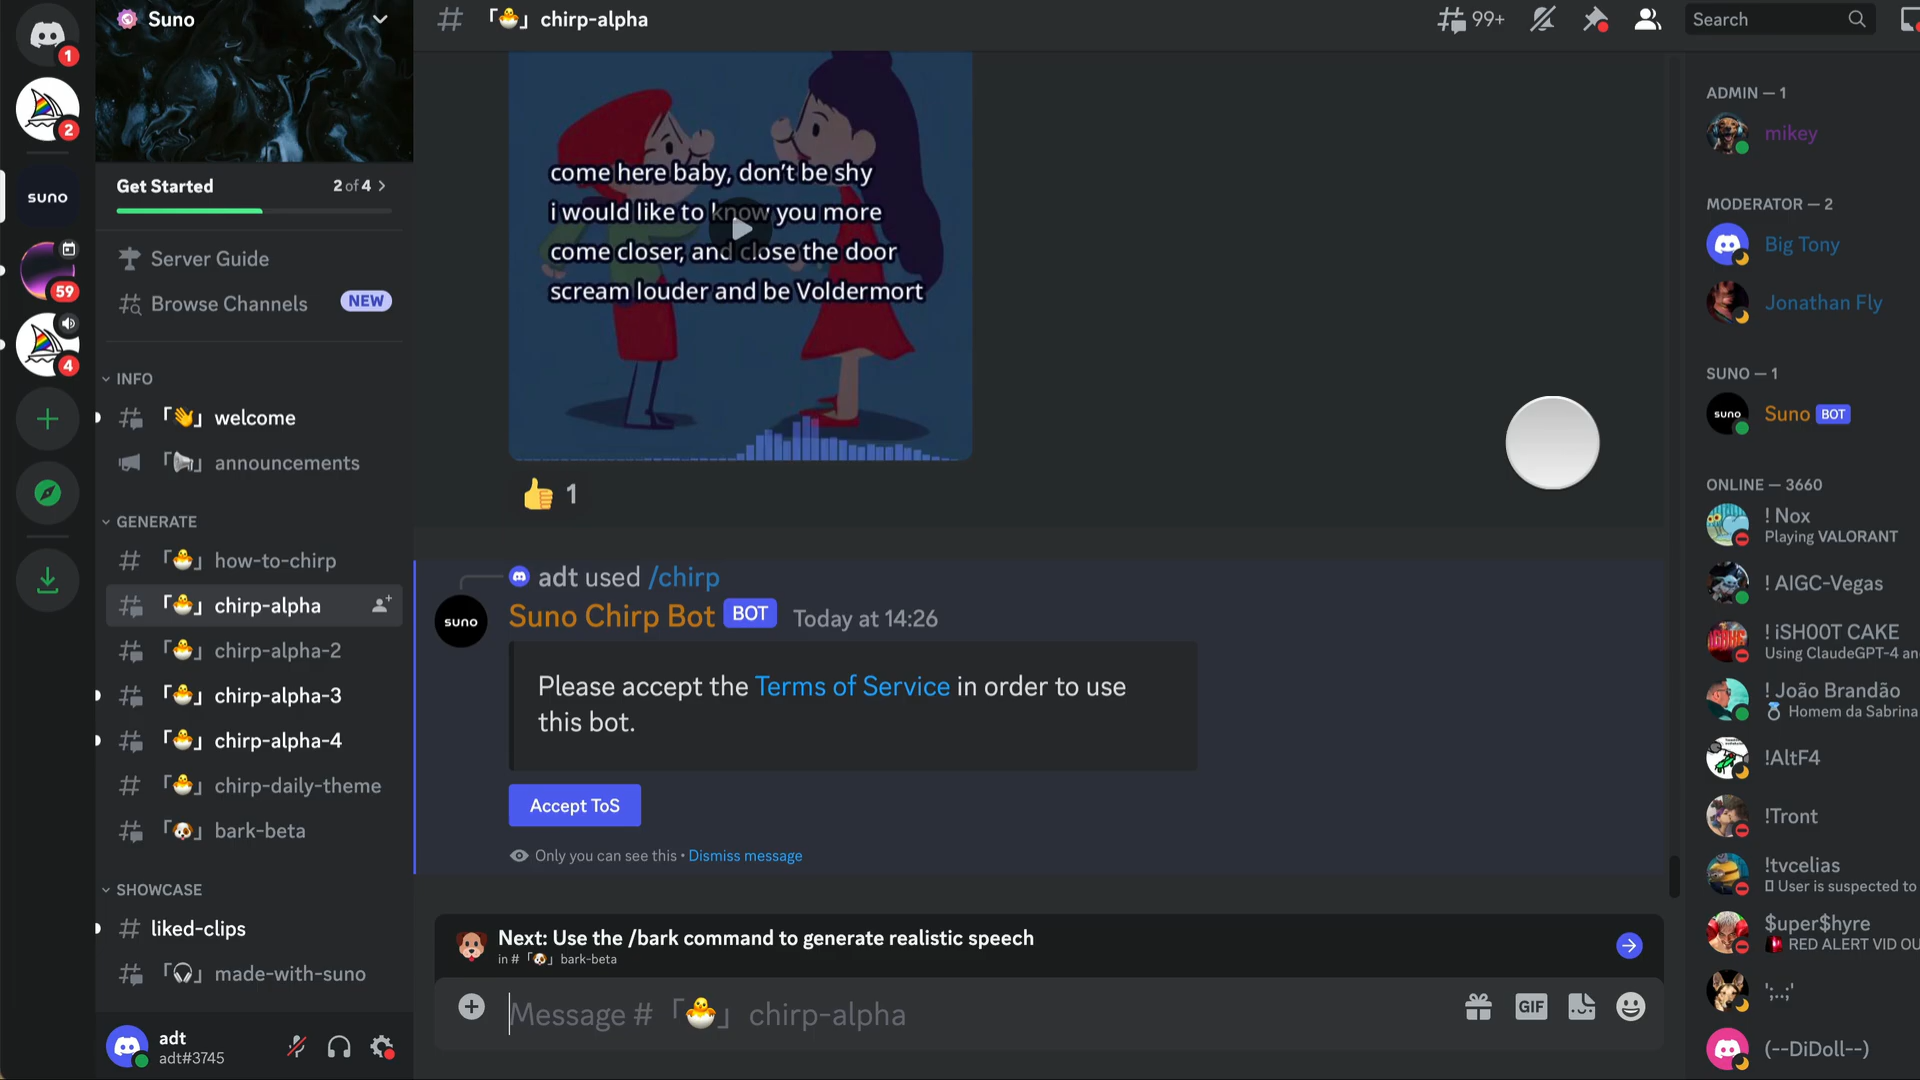 Suno
1
2
suno
59
4
Get Started
2 of 4
Server Guide
Browse Channels
NEW
INFO
「👋」 welcome
「📢」 announcements
GENERATE
「🐣」 how-to-chirp
「🐣」 chirp-alpha
「🐣」 chirp-alpha-2
「🐣」 chirp-alpha-3
「🐣」 chirp-alpha-4
「🐣」 chirp-daily-theme
「🐶」 bark-beta
SHOWCASE
liked-clips
「🎧」 made-with-suno
adt
adt#3745
「🐣」 chirp-alpha
99+
Search
come here baby, don't be shy
i would like to know you more
come closer, and close the door
scream louder and be Voldermort
👍 1
adt used /chirp
suno
Suno Chirp Bot BOT Today at 14:26
Please accept the Terms of Service in order to use
this bot.
Accept ToS
Only you can see this • Dismiss message
Next: Use the /bark command to generate realistic speech
in # 「🐶」 bark-beta
Message # 「🐣」 chirp-alpha
GIF
ADMIN — 1
mikey
MODERATOR — 2
Big Tony
Jonathan Fly
SUNO — 1
suno
Suno BOT
ONLINE — 3660
! Nox
Playing VALORANT
! AIGC-Vegas
! iSH00T CAKE
Using ClaudeGPT-4 an
! João Brandão
💍 Homem da Sabrina
!AltF4
!Tront
!tvcelias
User is suspected to
$uper$hyre
🚨 RED ALERT VID OU
';..;'
(--DiDoll--)